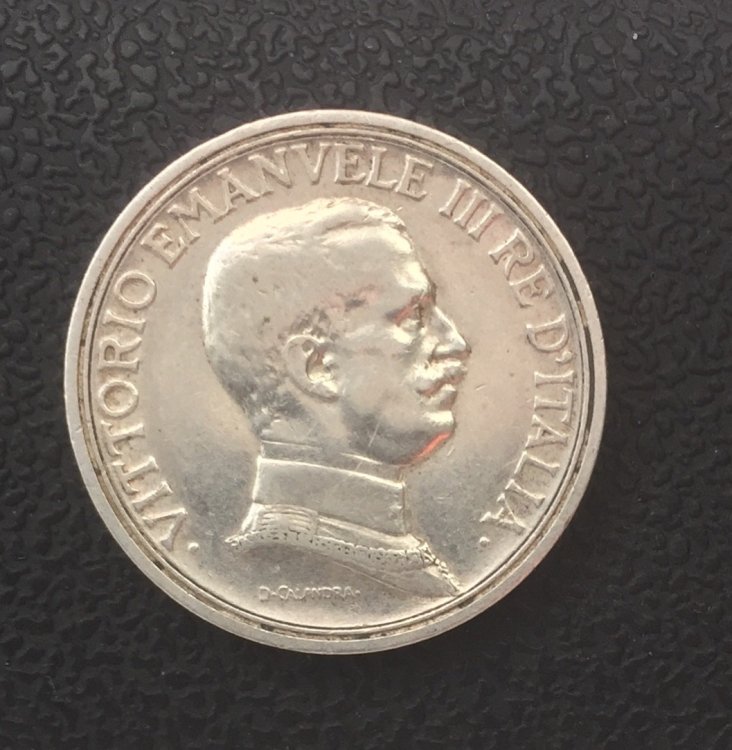 · VITTORIO EMANVELE III RE D'ITALIA ·
D·CALANDRA·